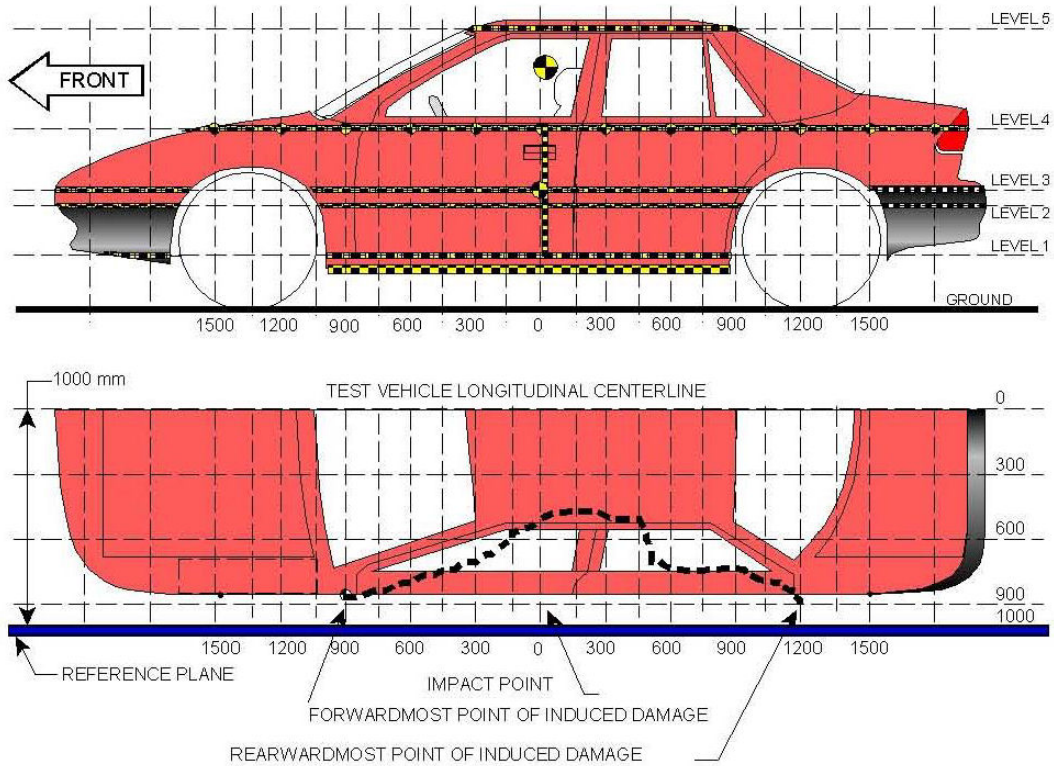 LEVEL 5
FRONT
LEVEL 4
LEVEL 3
LEVEL 2
LEVEL 1
GROUND
1500 1200 900 600 300 0 300 600 900 1200 1500
1000 mm
TEST VEHICLE LONGITUDINAL CENTERLINE
0
300
600
900
1000
1500 1200 900 600 300 0 300 600 900 1200 1500
REFERENCE PLANE
IMPACT POINT
FORWARDMOST POINT OF INDUCED DAMAGE
REARWARDMOST POINT OF INDUCED DAMAGE